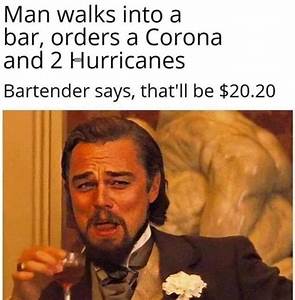 Man walks into a
bar, orders a Corona
and 2 Hurricanes
Bartender says, that'll be $20.20